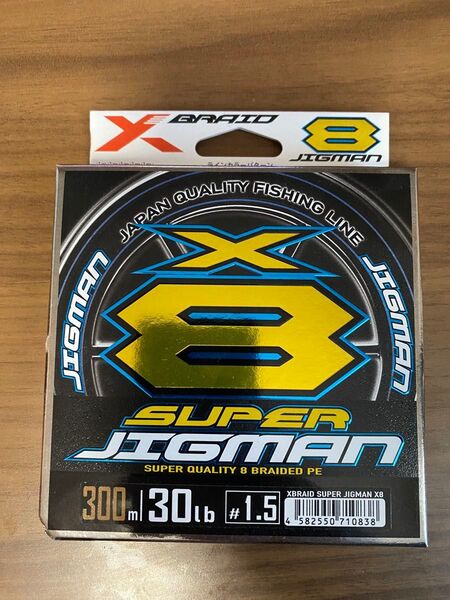 X BRAID
8
JIGMAN
JAPAN QUALITY FISHING LINE
JIGMAN
JIGMAN
X
8
SUPER
JIGMAN
SUPER QUALITY 8 BRAIDED PE
300m 30lb #1.5
XBRAID SUPER JIGMAN X8
4 582550 710838